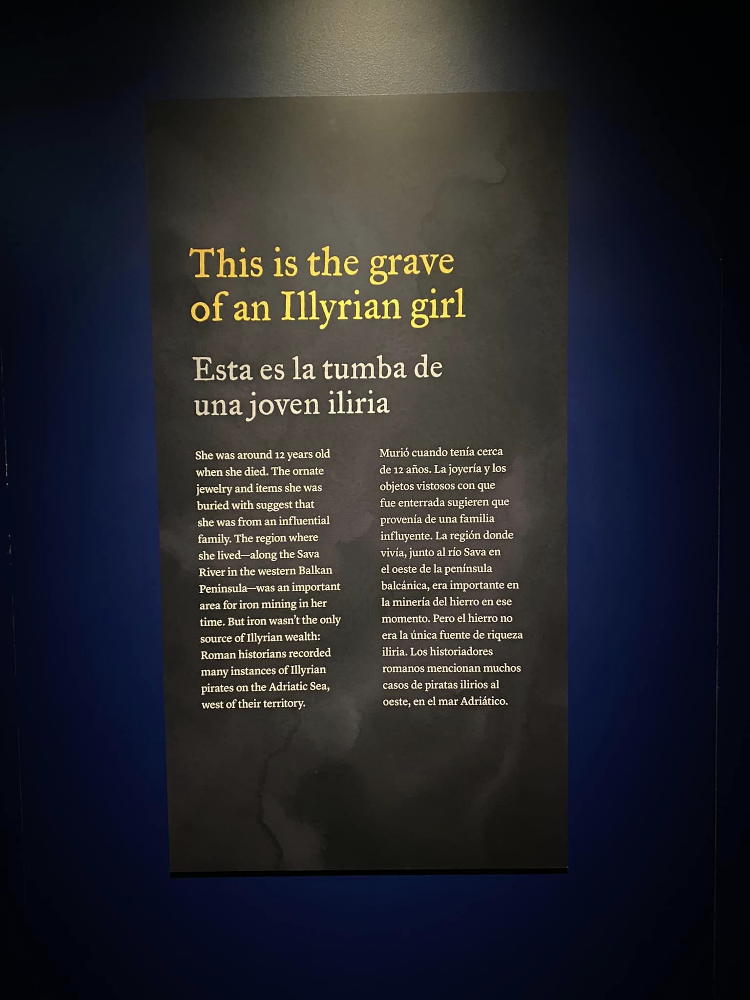 This is the grave
of an Illyrian girl
Esta es la tumba de
una joven iliria
She was around 12 years old
when she died. The ornate
jewelry and items she was
buried with suggest that
she was from an influential
family. The region where
she lived—along the Sava
River in the western Balkan
Peninsula—was an important
area for iron mining in her
time. But iron wasn’t the only
source of Illyrian wealth:
Roman historians recorded
many instances of Illyrian
pirates on the Adriatic Sea,
west of their territory.
Murió cuando tenía cerca
de 12 años. La joyería y los
objetos vistosos con que
fue enterrada sugieren que
provenía de una familia
influyente. La región donde
vivía, junto al río Sava en
el oeste de la península
balcánica, era importante en
la minería del hierro en ese
momento. Pero el hierro no
era la única fuente de riqueza
iliria. Los historiadores
romanos mencionan muchos
casos de piratas ilirios al
oeste, en el mar Adriático.